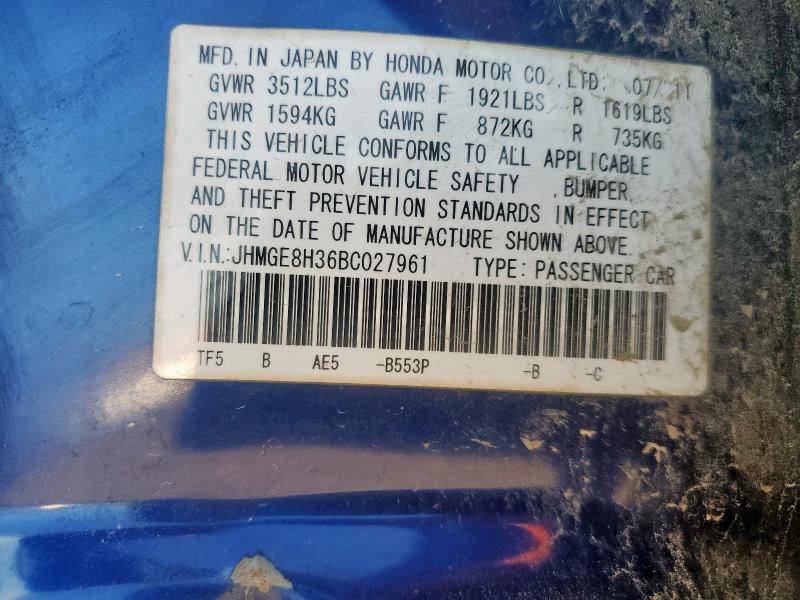 MFD. IN JAPAN BY HONDA MOTOR CO.,LTD. 07/11
GVWR 3512LBS GAWR F 1921LBS R 1619LBS
GVWR 1594KG GAWR F 872KG R 735KG
THIS VEHICLE CONFORMS TO ALL APPLICABLE
FEDERAL MOTOR VEHICLE SAFETY ,BUMPER,
AND THEFT PREVENTION STANDARDS IN EFFECT
ON THE DATE OF MANUFACTURE SHOWN ABOVE.
V.I.N.:JHMGE8H36BC027961 TYPE: PASSENGER CAR
TF5 B AE5 -B553P -B -C